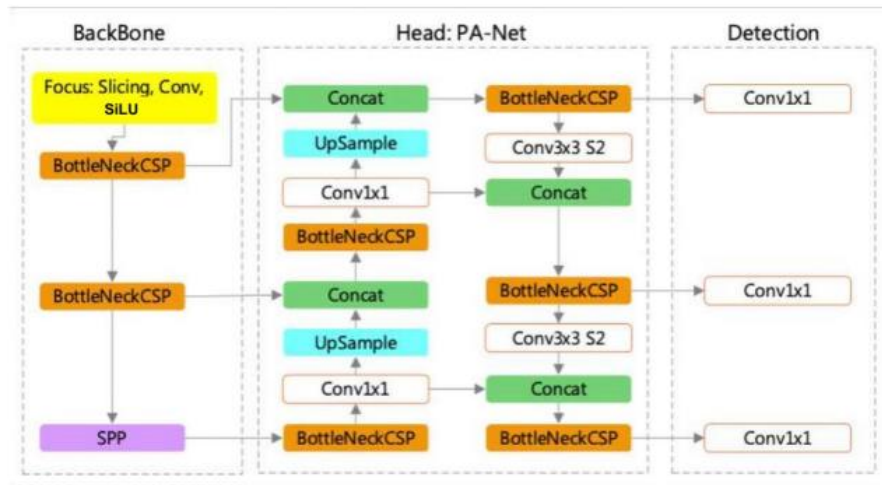 BackBone
Head: PA-Net
Detection
Focus: Slicing, Conv,
SiLU
BottleNeckCSP
BottleNeckCSP
SPP
Concat
UpSample
Conv1x1
BottleNeckCSP
Concat
UpSample
Conv1x1
BottleNeckCSP
BottleNeckCSP
Conv3x3 S2
Concat
BottleNeckCSP
Conv3x3 S2
Concat
BottleNeckCSP
Conv1x1
Conv1x1
Conv1x1